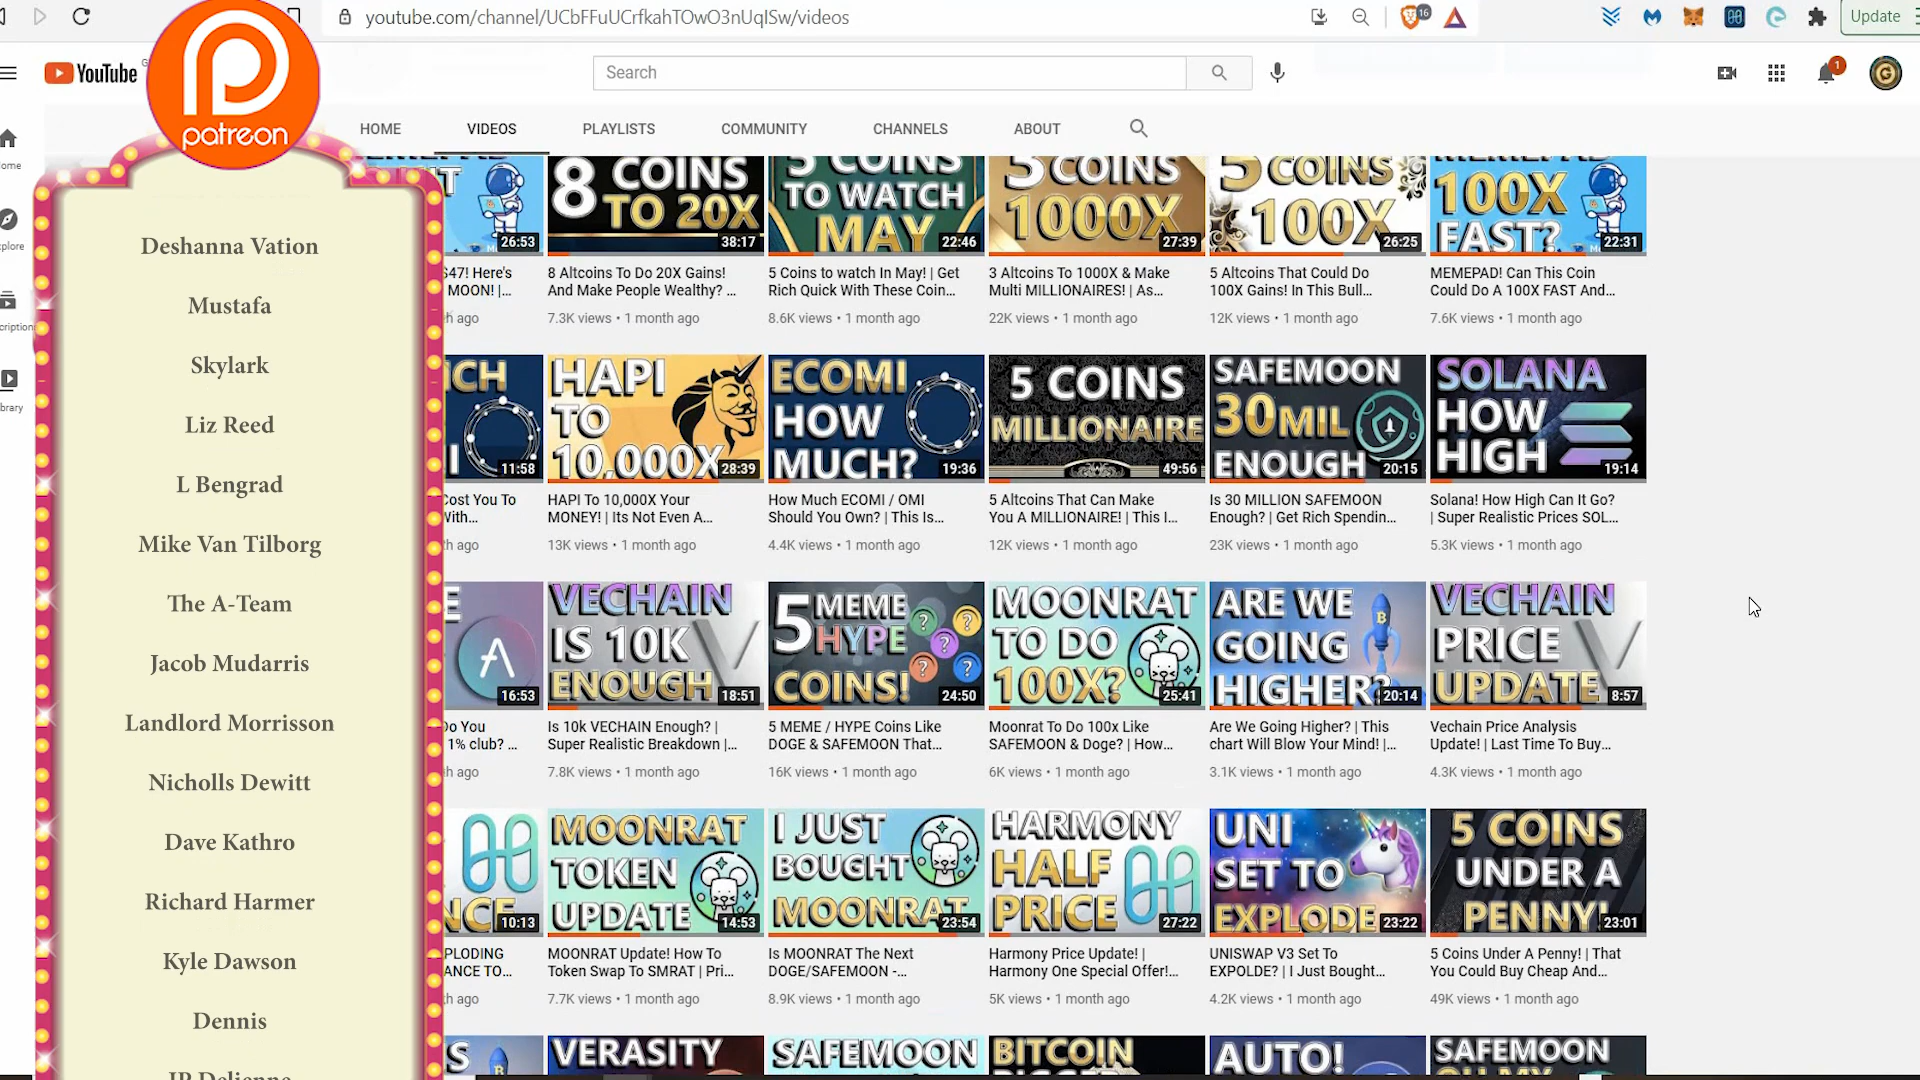 youtube.com/channel/UCbFFuUCrfkahTOwO3nUqISw/videos
16
Update
YouTube
Search
1
G
patreon
HOME
VIDEOS
PLAYLISTS
COMMUNITY
CHANNELS
ABOUT
Deshanna Vation
Mustafa
Skylark
Liz Reed
L Bengrad
Mike Van Tilborg
The A-Team
Jacob Mudarris
Landlord Morrisson
Nicholls Dewitt
Dave Kathro
Richard Harmer
Kyle Dawson
Dennis
26:53
8 COINS
TO 20X
38:17
5 COINS
TO WATCH
MAY
22:46
3 COINS
1000X
27:39
5 COINS
100X
26:25
MEMEPAD
100X
FAST?
22:31
$47! Here's
MOON! |...
8 Altcoins To Do 20X Gains!
And Make People Wealthy? ...
7.3K views • 1 month ago
5 Coins to watch In May! | Get
Rich Quick With These Coin...
8.6K views • 1 month ago
3 Altcoins To 1000X & Make
Multi MILLIONAIRES! | As...
22K views • 1 month ago
5 Altcoins That Could Do
100X Gains! In This Bull...
12K views • 1 month ago
MEMEPAD! Can This Coin
Could Do A 100X FAST And...
7.6K views • 1 month ago
11:58
HAPI
TO
10,000X
28:39
ECOMI
HOW
MUCH?
19:36
5 COINS
MILLIONAIRE
49:56
SAFEMOON
30MIL
ENOUGH
20:15
SOLANA
HOW
HIGH
19:14
Cost You To
With...
HAPI To 10,000X Your
MONEY! | Its Not Even A...
13K views • 1 month ago
How Much ECOMI / OMI
Should You Own? | This Is...
4.4K views • 1 month ago
5 Altcoins That Can Make
You A MILLIONAIRE! | This I...
12K views • 1 month ago
Is 30 MILLION SAFEMOON
Enough? | Get Rich Spendin...
23K views • 1 month ago
Solana! How High Can It Go?
| Super Realistic Prices SOL...
5.3K views • 1 month ago
16:53
VECHAIN
IS 10K
ENOUGH
18:51
5 MEME
HYPE
COINS!
24:50
MOONRAT
TO DO
100X?
25:41
ARE WE
GOING
HIGHER?
20:14
VECHAIN
PRICE
UPDATE
8:57
Do You
1% club? ...
Is 10k VECHAIN Enough? |
Super Realistic Breakdown |...
7.8K views • 1 month ago
5 MEME / HYPE Coins Like
DOGE & SAFEMOON That...
16K views • 1 month ago
Moonrat To Do 100x Like
SAFEMOON & Doge? | How...
6K views • 1 month ago
Are We Going Higher? | This
chart Will Blow Your Mind! |...
3.1K views • 1 month ago
Vechain Price Analysis
Update! | Last Time To Buy...
4.3K views • 1 month ago
10:13
MOONRAT
TOKEN
UPDATE
14:53
I JUST
BOUGHT
MOONRAT
23:54
HARMONY
HALF
PRICE
27:22
UNI
SET TO
EXPLODE
23:22
5 COINS
UNDER A
PENNY!
23:01
PLODING
ANCE TO...
MOONRAT Update! How To
Token Swap To SMRAT | Pri...
7.7K views • 1 month ago
Is MOONRAT The Next
DOGE/SAFEMOON -...
8.9K views • 1 month ago
Harmony Price Update! |
Harmony One Special Offer!...
5K views • 1 month ago
UNISWAP V3 Set To
EXPOLDE? | I Just Bought...
4.2K views • 1 month ago
5 Coins Under A Penny! | That
You Could Buy Cheap And...
49K views • 1 month ago
VERASITY
SAFEMOON
BITCOIN
AUTO!
SAFEMOON